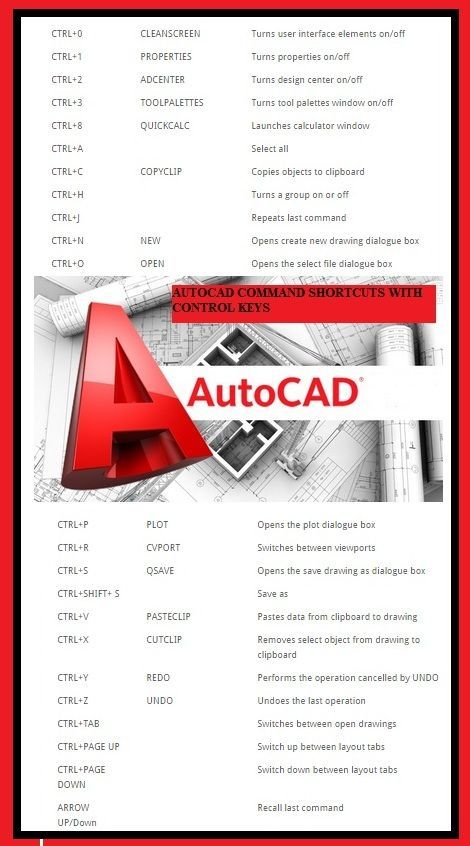 CTRL+0 CLEANSCREEN Turns user interface elements on/off
CTRL+1 PROPERTIES Turns properties on/off
CTRL+2 ADCENTER Turns design center on/off
CTRL+3 TOOLPALETTES Turns tool palettes window on/off
CTRL+8 QUICKCALC Launches calculator window
CTRL+A Select all
CTRL+C COPYCLIP Copies objects to clipboard
CTRL+H Turns a group on or off
CTRL+J Repeats last command
CTRL+N NEW Opens create new drawing dialogue box
CTRL+O OPEN Opens the select file dialogue box
AUTOCAD COMMAND SHORTCUTS WITH
CONTROL KEYS
A
AutoCAD®
CTRL+P PLOT Opens the plot dialogue box
CTRL+R CVPORT Switches between viewports
CTRL+S QSAVE Opens the save drawing as dialogue box
CTRL+SHIFT+ S Save as
CTRL+V PASTECLIP Pastes data from clipboard to drawing
CTRL+X CUTCLIP Removes select object from drawing to
clipboard
CTRL+Y REDO Performs the operation cancelled by UNDO
CTRL+Z UNDO Undoes the last operation
CTRL+TAB Switches between open drawings
CTRL+PAGE UP Switch up between layout tabs
CTRL+PAGE Switch down between layout tabs
DOWN
ARROW Recall last command
UP/Down